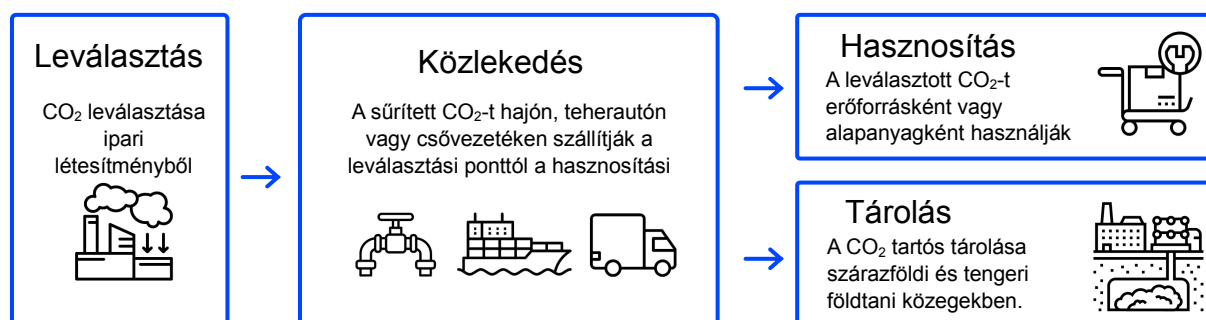 Leválasztás
CO₂ leválasztása
ipari
létesítményből
Közlekedés
A sűrített CO₂-t hajón, teherautón
vagy csővezetéken szállítják a
leválasztási ponttól a hasznosítási
Hasznosítás
A leválasztott CO₂-t
erőforrásként vagy
alapanyagként használják
Tárolás
A CO₂ tartós tárolása
szárazföldi és tengeri
földtani közegekben.